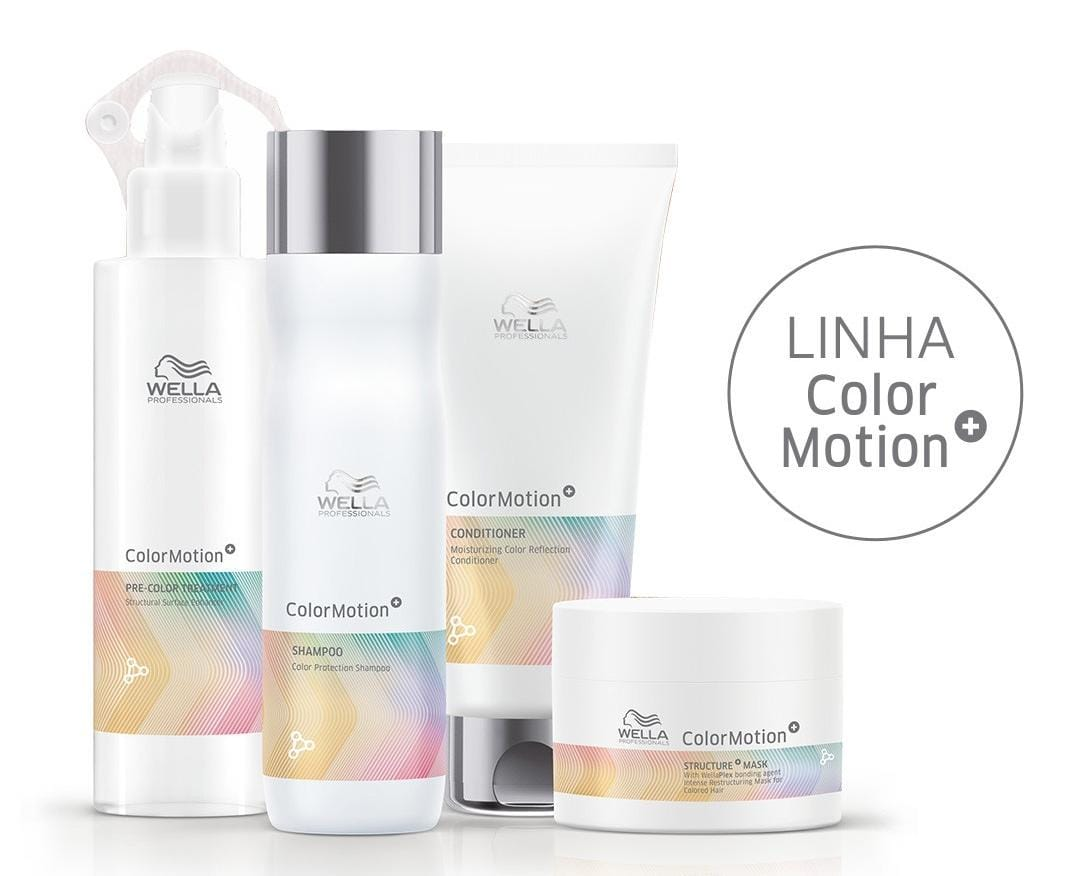 WELLA
PROFESSIONALS
ColorMotion+
PRE-COLOR TREATMENT
Structural Surface Enhancer
WELLA
PROFESSIONALS
ColorMotion+
SHAMPOO
Color Protection Shampoo
WELLA
PROFESSIONALS
ColorMotion+
CONDITIONER
Moisturizing Color Reflection
Conditioner
WELLA
PROFESSIONALS
ColorMotion+
STRUCTURE+ MASK
With WellaPlex bonding agent
Intense Restructuring Mask for
Colored Hair
LINHA
Color
Motion+